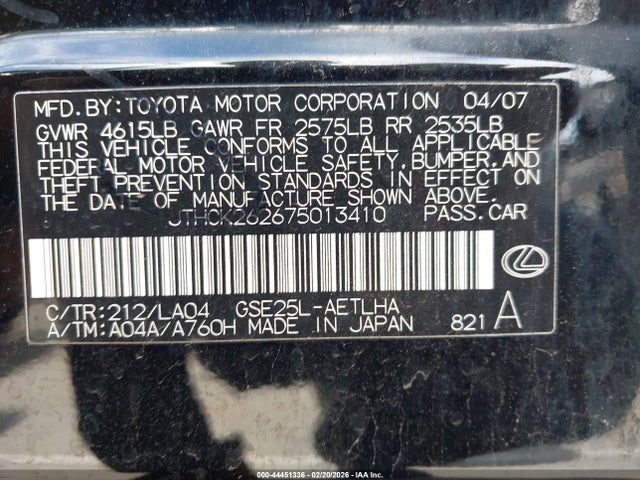 MFD.BY:TOYOTA MOTOR CORPORATION 04/07
GVWR 4615LB GAWR FR 2575LB RR 2535LB
THIS VEHICLE CONFORMS TO ALL APPLICABLE
FEDERAL MOTOR VEHICLE SAFETY,BUMPER,AND
THEFT PREVENTION STANDARDS IN EFFECT ON
THE DATE OF MANUFACTURE SHOWN ABOVE.
JTHCK262675013410 PASS.CAR
C/TR:212/LA04 GSE25L-AETLHA
A/TM:A04A/A760H MADE IN JAPAN 821 A
GSE-44451336 | 02/20/2026 - IAA Inc.